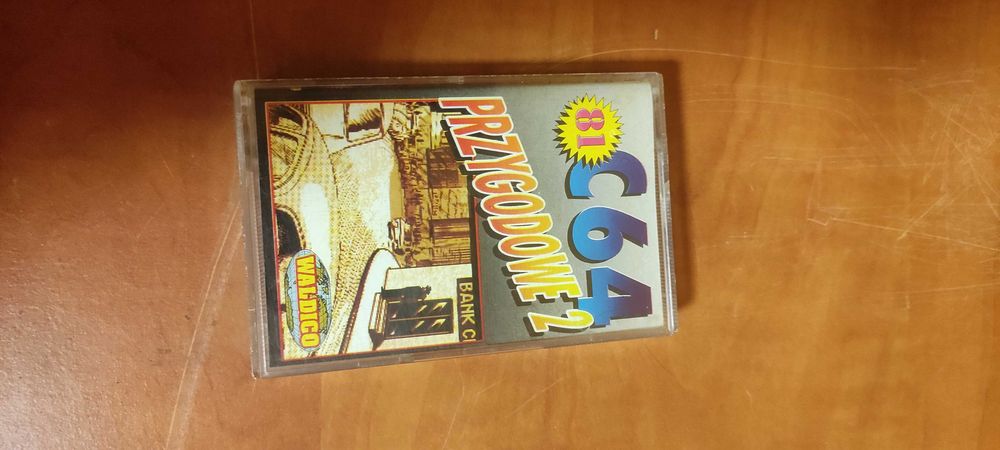 81
C64
PRZYGODOWE 2
BANK C
WALDICO